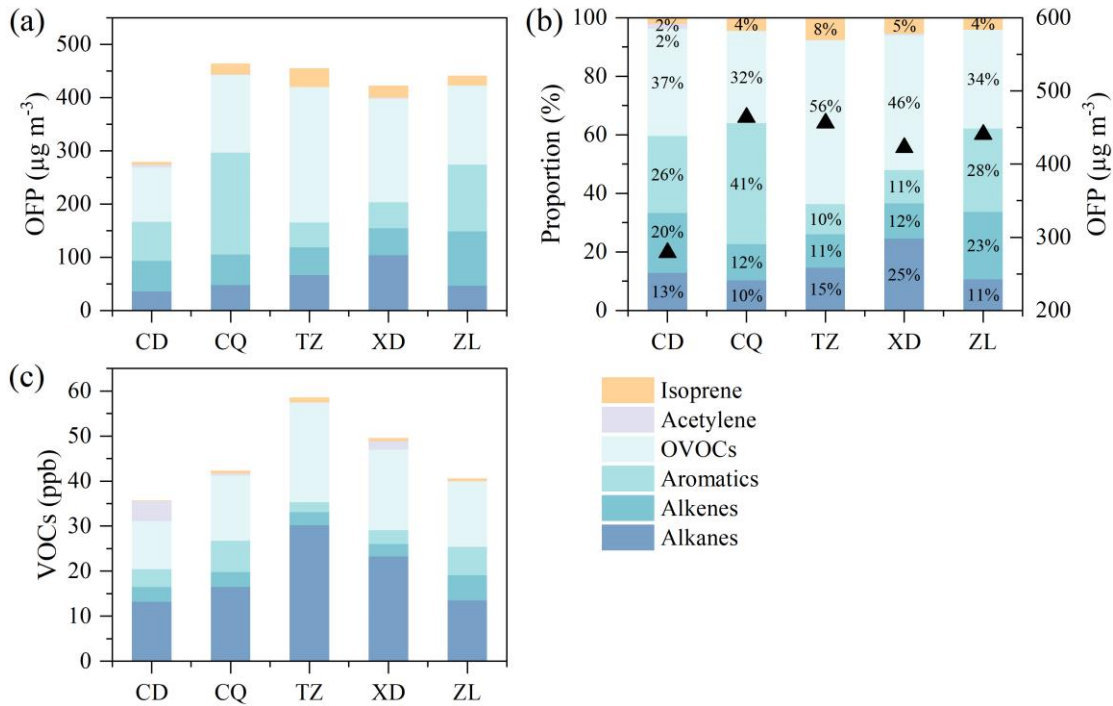 (a)
OFP (μg m⁻³)
500
400
300
200
100
0
CD CQ TZ XD ZL
(b)
Proportion (%)
100
80
60
40
20
0
2% 4% 8% 5% 4%
2%
37% 32% 56% 46% 34%
26% 41% 10% 11% 28%
20% 12% 11% 12% 23%
13% 10% 15% 25% 11%
600
500
400
300
200
OFP (μg m⁻³)
CD CQ TZ XD ZL
(c)
VOCs (ppb)
60
50
40
30
20
10
0
CD CQ TZ XD ZL
Isoprene
Acetylene
OVOCs
Aromatics
Alkenes
Alkanes